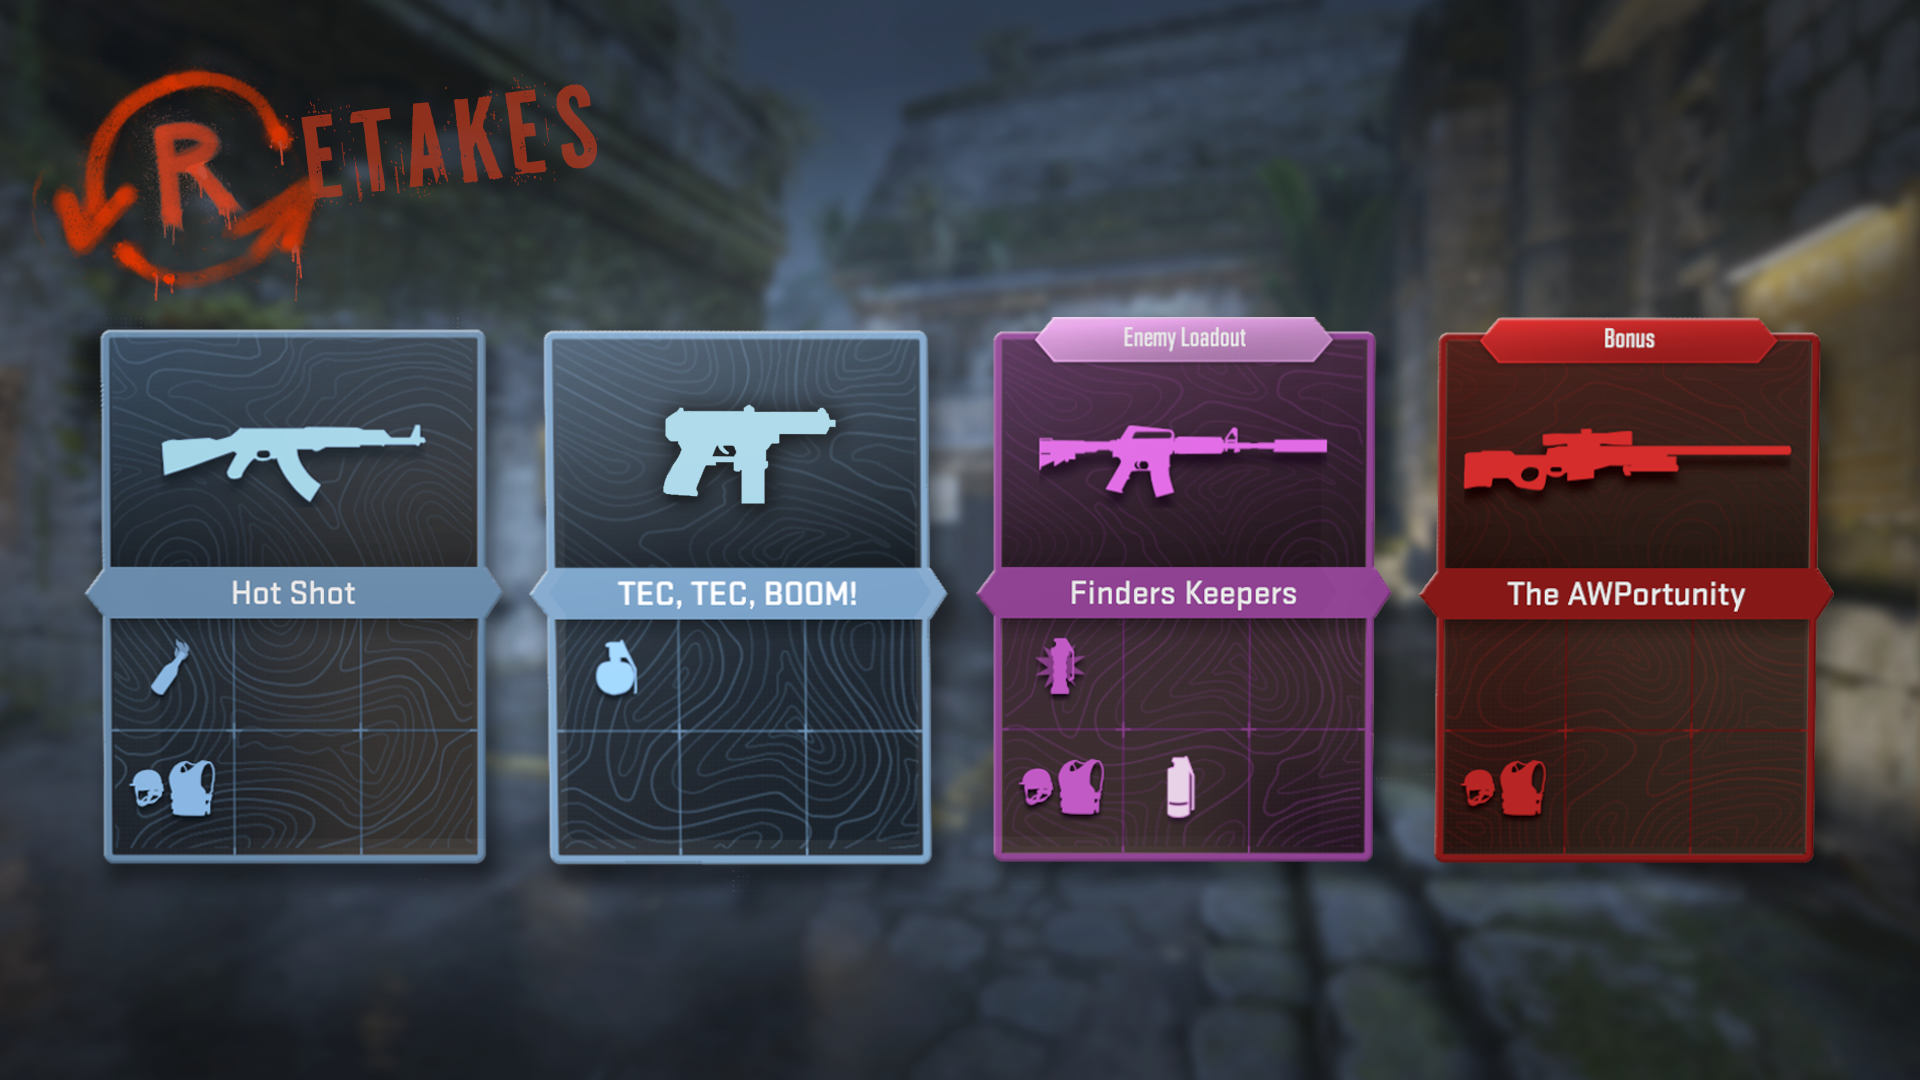 RETAKES
Enemy Loadout
Bonus
Hot Shot
TEC, TEC, BOOM!
Finders Keepers
The AWPortunity